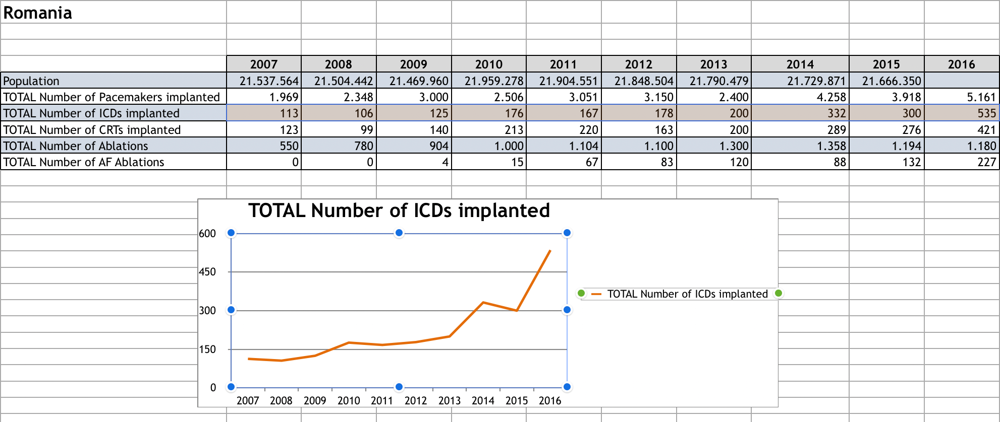 Romania
2007 2008 2009 2010 2011 2012 2013 2014 2015 2016
Population 21.537.564 21.504.442 21.469.960 21.959.278 21.904.551 21.848.504 21.790.479 21.729.871 21.666.350
TOTAL Number of Pacemakers implanted 1.969 2.348 3.000 2.506 3.051 3.150 2.400 4.258 3.918 5.161
TOTAL Number of ICDs implanted 113 106 125 176 167 178 200 332 300 535
TOTAL Number of CRTs implanted 123 99 140 213 220 163 200 289 276 421
TOTAL Number of Ablations 550 780 904 1.000 1.104 1.100 1.300 1.358 1.194 1.180
TOTAL Number of AF Ablations 0 0 4 15 67 83 120 88 132 227
TOTAL Number of ICDs implanted
600
450
TOTAL Number of ICDs implanted
300
150
0
2007 2008 2009 2010 2011 2012 2013 2014 2015 2016